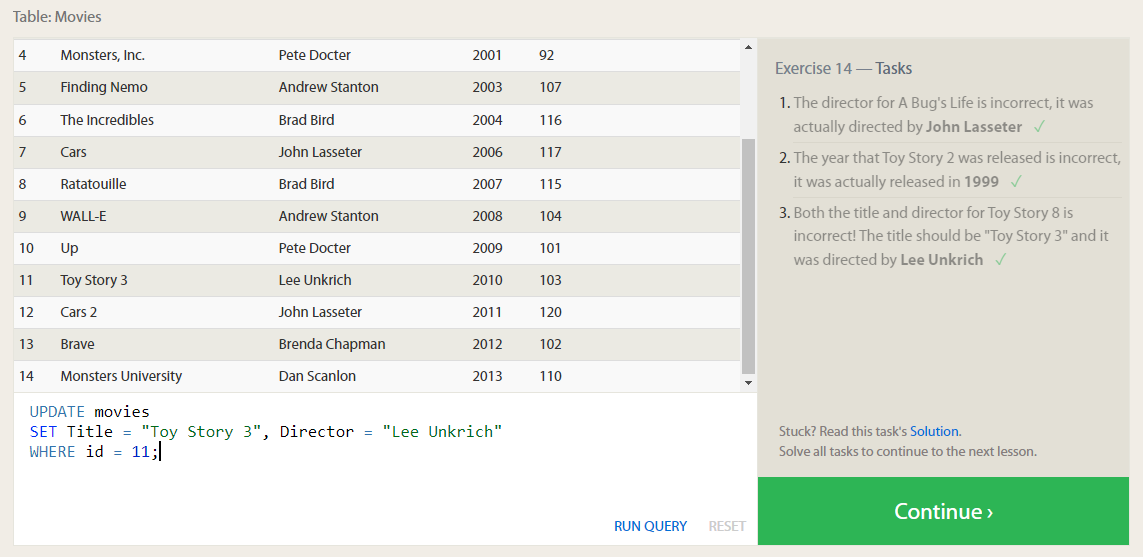 Table: Movies
4 Monsters, Inc. Pete Docter 2001 92
5 Finding Nemo Andrew Stanton 2003 107
6 The Incredibles Brad Bird 2004 116
7 Cars John Lasseter 2006 117
8 Ratatouille Brad Bird 2007 115
9 WALL-E Andrew Stanton 2008 104
10 Up Pete Docter 2009 101
11 Toy Story 3 Lee Unkrich 2010 103
12 Cars 2 John Lasseter 2011 120
13 Brave Brenda Chapman 2012 102
14 Monsters University Dan Scanlon 2013 110
UPDATE movies
SET Title = "Toy Story 3", Director = "Lee Unkrich"
WHERE id = 11;
RUN QUERY RESET
Exercise 14 — Tasks
1. The director for A Bug's Life is incorrect, it was
actually directed by John Lasseter ✓
2. The year that Toy Story 2 was released is incorrect,
it was actually released in 1999 ✓
3. Both the title and director for Toy Story 8 is
incorrect! The title should be "Toy Story 3" and it
was directed by Lee Unkrich ✓
Stuck? Read this task's Solution.
Solve all tasks to continue to the next lesson.
Continue ›